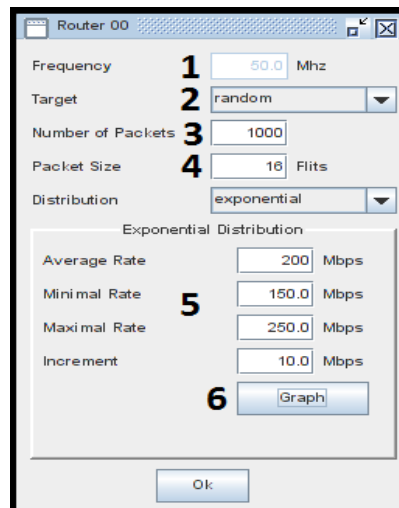 Router 00
Frequency 1 50.0 Mhz
Target 2 random
Number of Packets 3 1000
Packet Size 4 16 Flits
Distribution exponential
Exponential Distribution
Average Rate 200 Mbps
Minimal Rate 150.0 Mbps
5
Maximal Rate 250.0 Mbps
Increment 10.0 Mbps
6 Graph
Ok